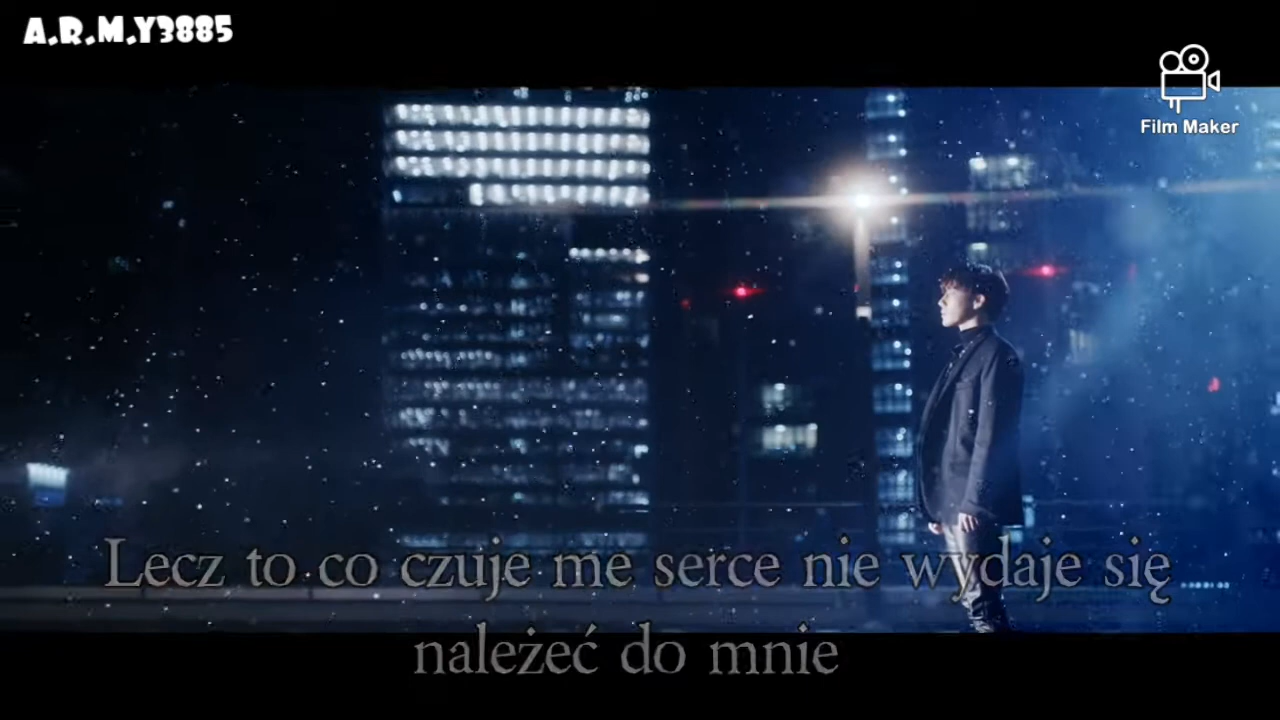 A.R.M.Y3885
Film Maker
Lecz to co czuje me serce nie wydaje się
należeć do mnie